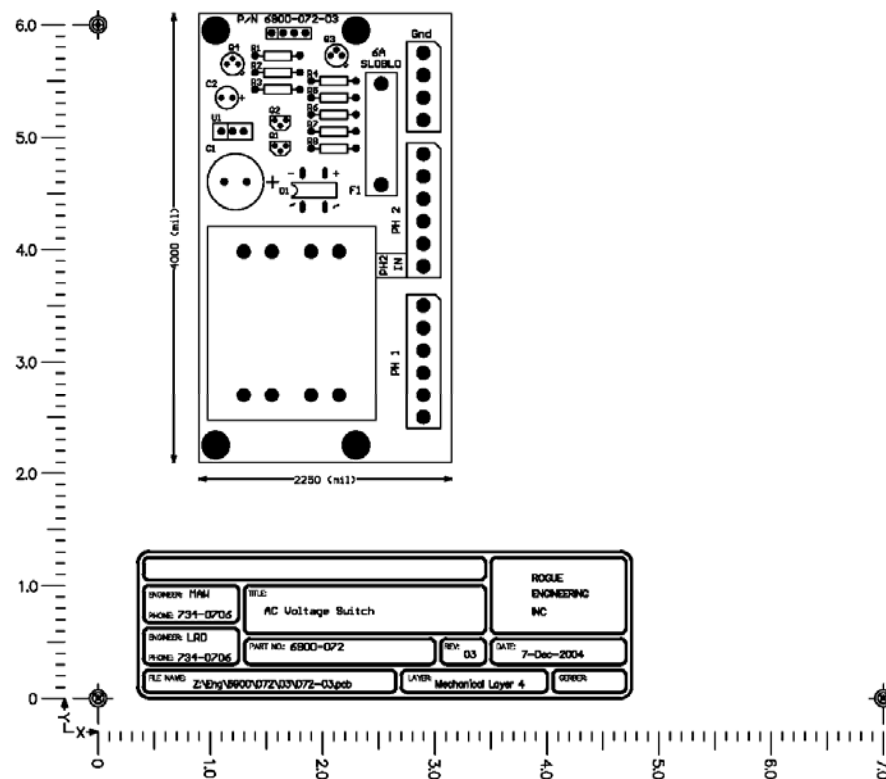 6.0
P/N 6800-072-03
Q4
R1
R2
R3
Q3
6A
SLOBLO
Gnd
C2
R4
R5
R6
R7
R8
U1
Q2
Q1
5.0
C1
+
+
-
+
D1
F1
4000 (mil)
PH 2
4.0
PH2
IN
3.0
PH 1
2.0
2250 (mil)
1.0
ENGINEER: MAW
PHONE: 734-0706
TITLE:
AC Voltage Switch
ROGUE
ENGINEERING
INC
ENGINEER: LRD
PHONE: 734-0706
PART NO.: 6800-072
REV:
03
DATE:
7-Dec-2004
FILE NAME:
Z:\Eng\6800\072\03\072-03.pcb
LAYER:
Mechanical Layer 4
GERBER:
0
Y
X
0
1.0
2.0
3.0
4.0
5.0
6.0
7.0